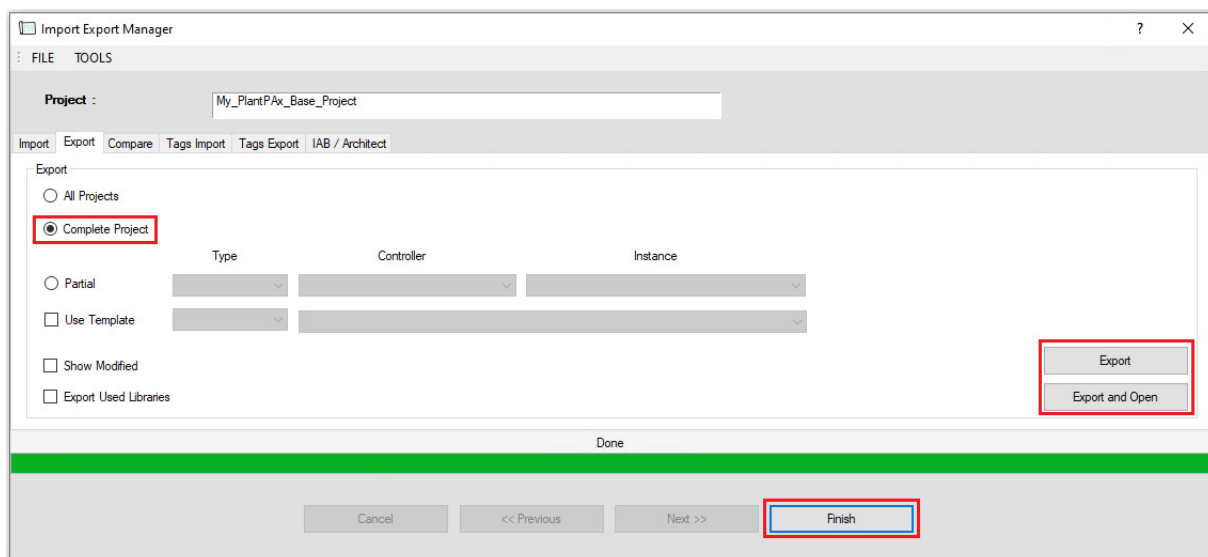 Import Export Manager ?
FILE TOOLS
Project : My_PlantPAx_Base_Project
Import Export Compare Tags Import Tags Export IAB / Architect
Export
All Projects
Complete Project
Type Controller Instance
Partial
Use Template
Show Modified
Export
Export Used Libraries
Export and Open
Done
Cancel << Previous Next >> Finish